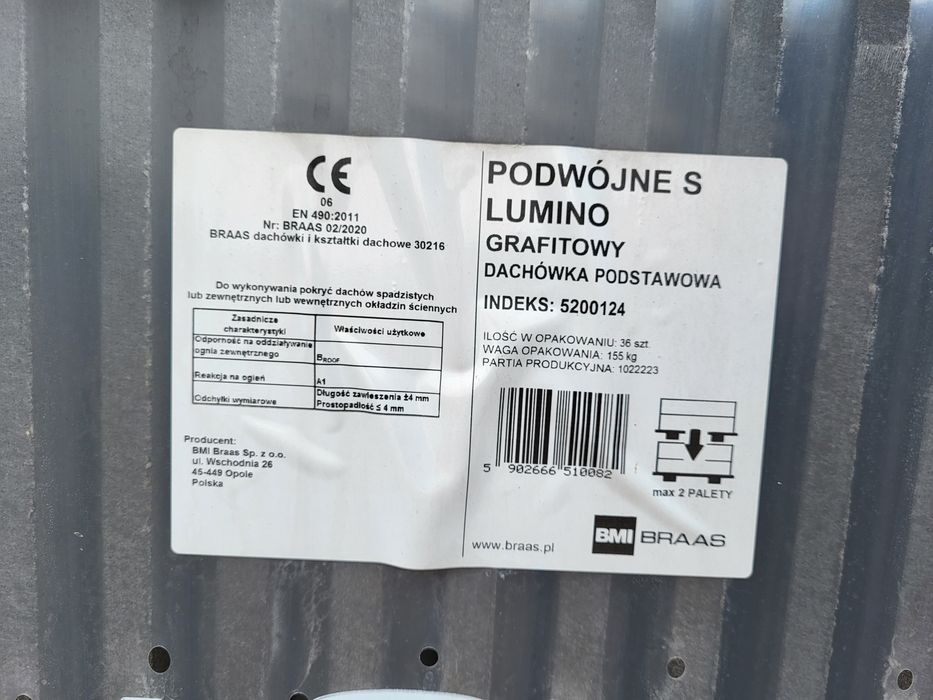 CE
06
EN 490:2011
Nr: BRAAS 02/2020
BRAAS dachówki i kształtki dachowe 30216
Do wykonywania pokryć dachów spadzistych
lub zewnętrznych lub wewnętrznych okładzin ściennych
Zasadnicze charakterystyki
Właściwości użytkowe
Odporność na oddziaływanie ognia zewnętrznego
BROOF
Reakcja na ogień
A1
Odchyłki wymiarowe
Długość zawieszenia ±4 mm
Prostopadłość ≤ 4 mm
Producent:
BMI Braas Sp. z o.o.
ul. Wschodnia 26
45-449 Opole
Polska
PODWÓJNE S
LUMINO
GRAFITOWY
DACHÓWKA PODSTAWOWA
INDEKS: 5200124
ILOŚĆ W OPAKOWANIU: 36 szt.
WAGA OPAKOWANIA: 155 kg
PARTIA PRODUKCYJNA: 1022223
5 902666 510082
max 2 PALETY
www.braas.pl
BMI BRAAS